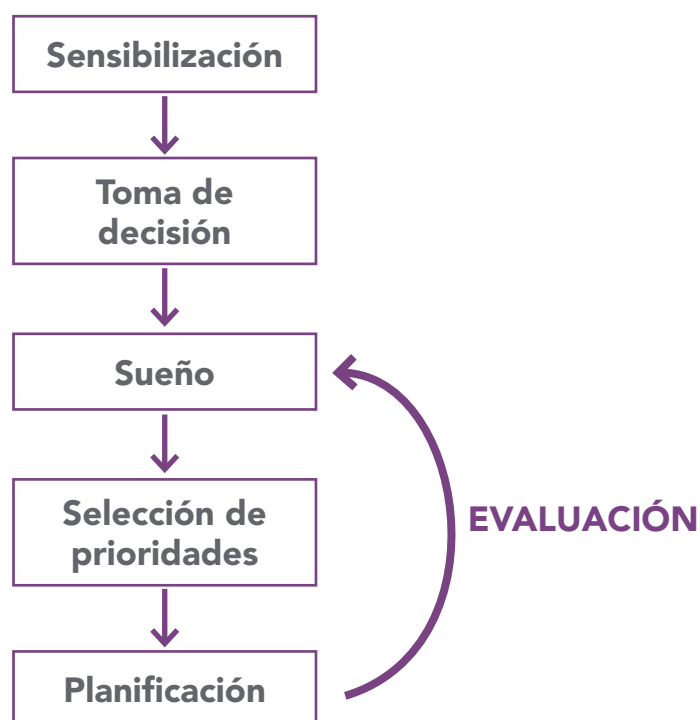 Sensibilización
Toma de
decisión
Sueño
Selección de
prioridades
EVALUACIÓN
Planificación